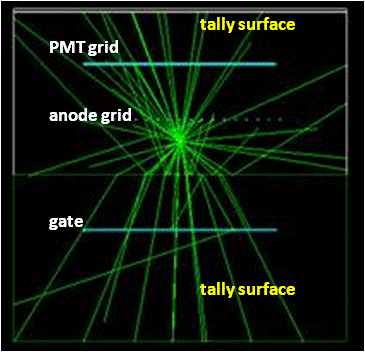 tally surface
PMT grid
anode grid
gate
tally surface